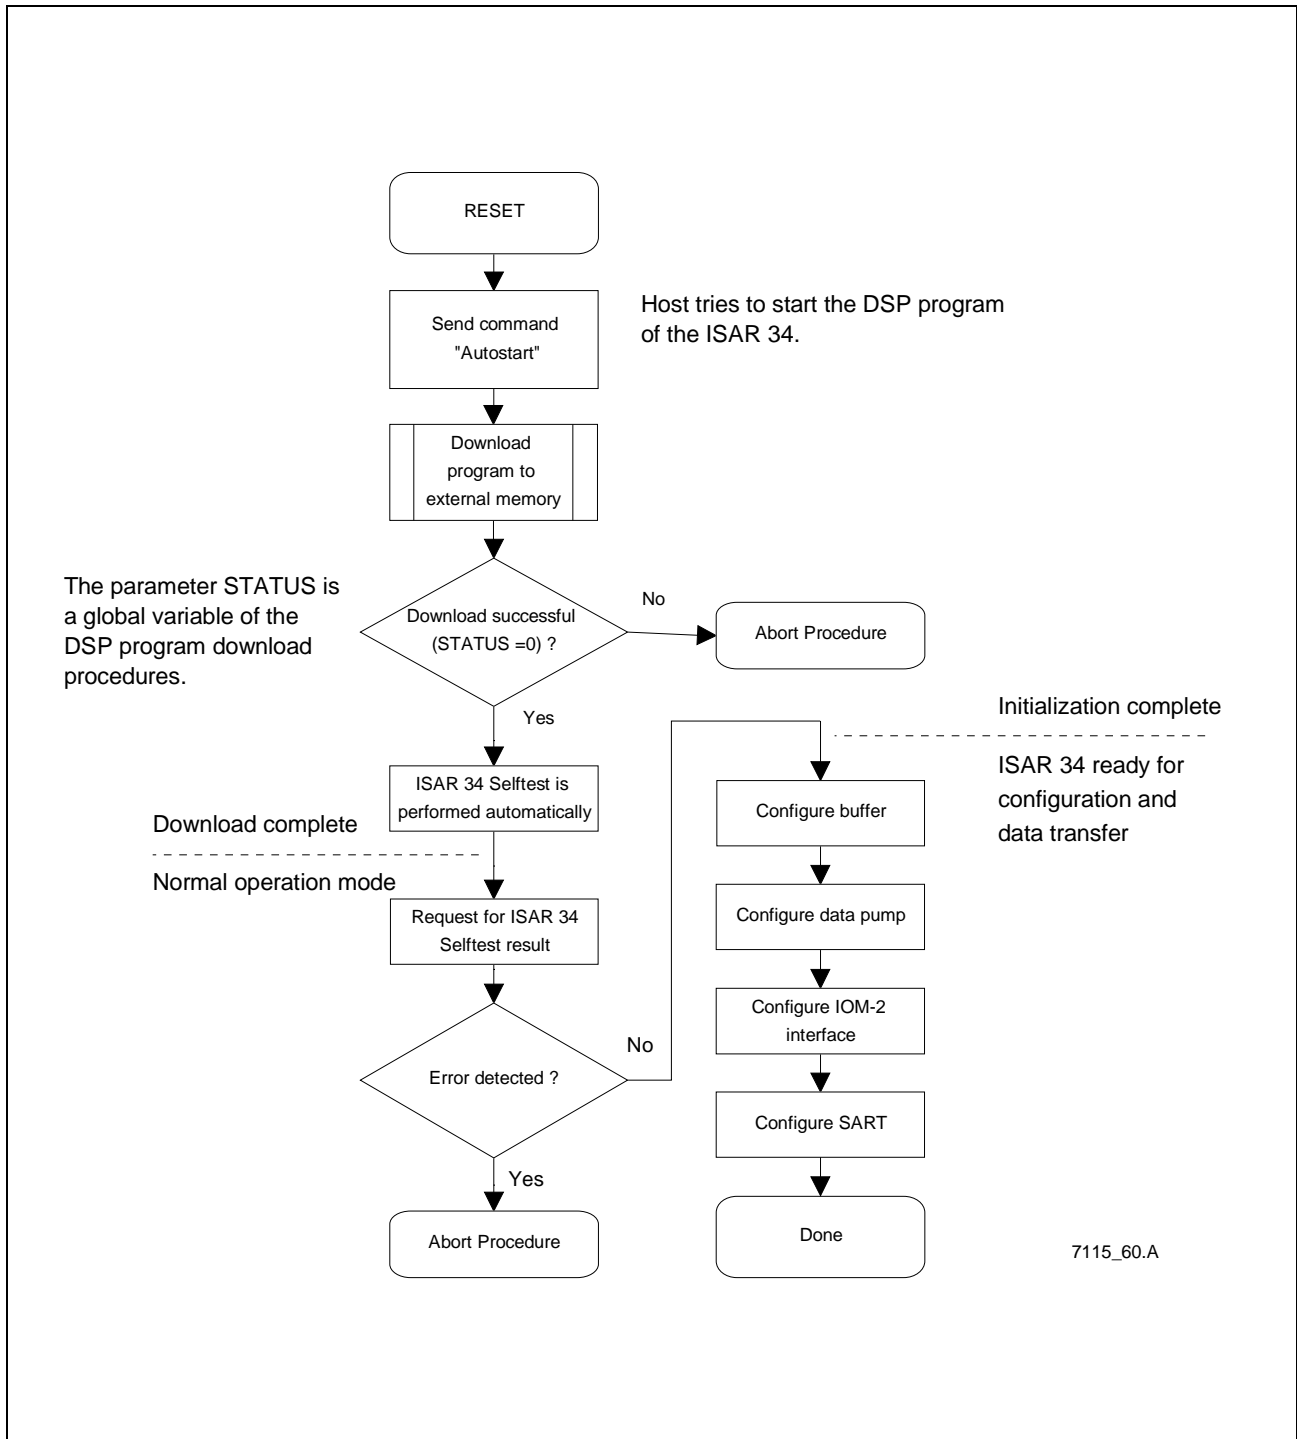 RESET
Send command
"Autostart"
Host tries to start the DSP program
of the ISAR 34.
Download
program to
external memory
The parameter STATUS is
a global variable of the
DSP program download
procedures.
Download successful
(STATUS =0) ?
No
Abort Procedure
Yes
ISAR 34 Selftest is
performed automatically
Download complete
Normal operation mode
Request for ISAR 34
Selftest result
Error detected ?
No
Yes
Abort Procedure
Initialization complete
ISAR 34 ready for
configuration and
data transfer
Configure buffer
Configure data pump
Configure IOM-2
interface
Configure SART
Done
7115_60.A